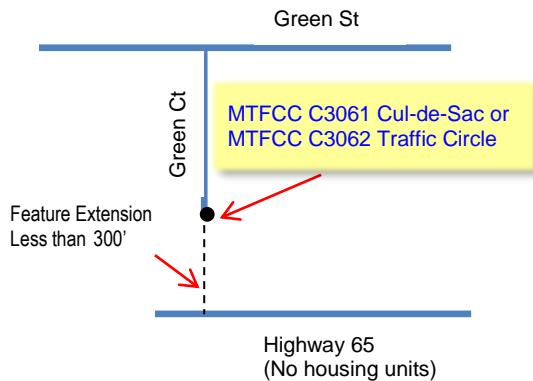 Green St
Green Ct
MTFCC C3061 Cul-de-Sac or
MTFCC C3062 Traffic Circle
Feature Extension
Less than 300’
Highway 65
(No housing units)